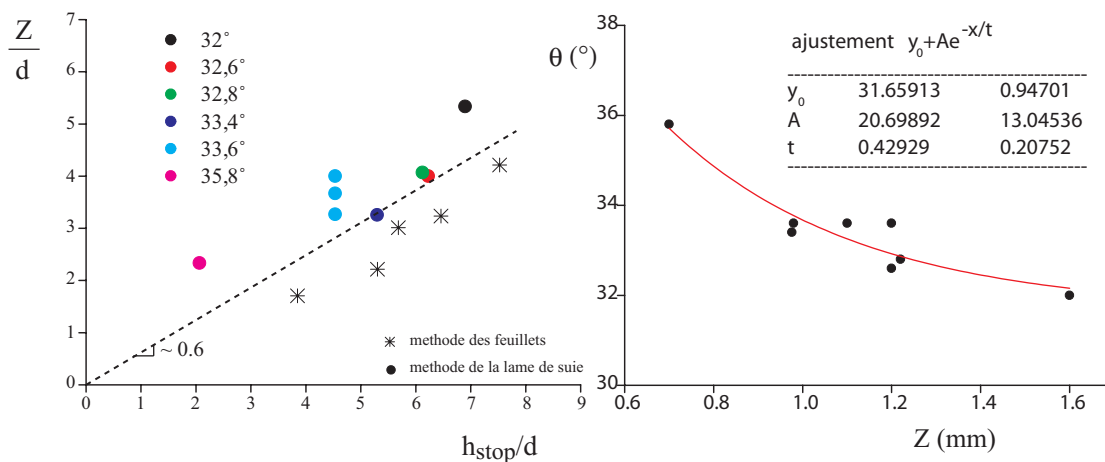 Z
d
7
6
5
4
3
2
1
0
32°
32,6°
32,8°
33,4°
33,6°
35,8°
~ 0.6
methode des feuillets
methode de la lame de suie
0 1 2 3 4 5 6 7 8 9
hstop/d
θ (°)
38
36
34
32
30
ajustement y0+Ae-x/t
y0 31.65913 0.94701
A 20.69892 13.04536
t 0.42929 0.20752
0.6 0.8 1.0 1.2 1.4 1.6
Z (mm)